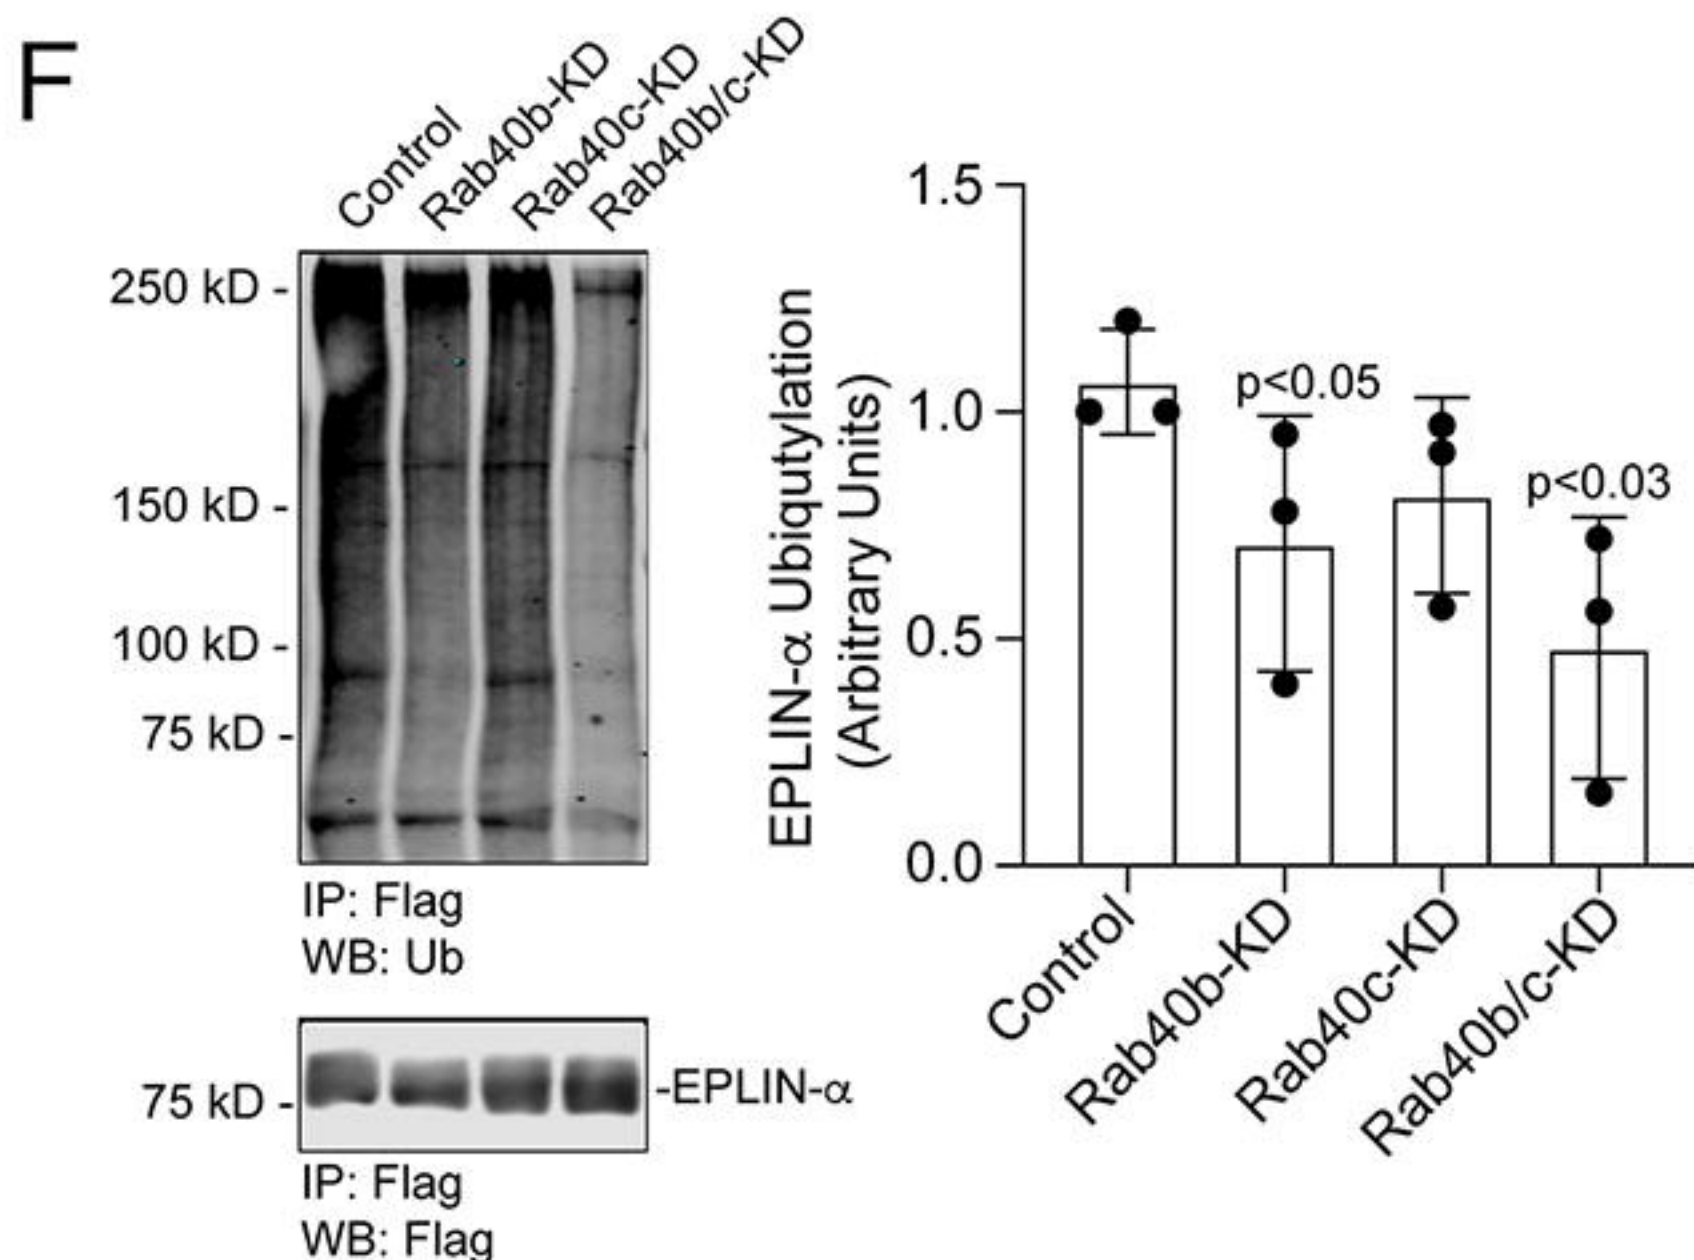 F
Control
Rab40b-KD
Rab40c-KD
Rab40b/c-KD
250 kD -
150 kD -
100 kD -
75 kD -
IP: Flag
WB: Ub
75 kD -
-EPLIN-α
IP: Flag
WB: Flag
EPLIN-α Ubiqutylation
(Arbitrary Units)
1.5
1.0
0.5
0.0
p<0.05
p<0.03
Control
Rab40b-KD
Rab40c-KD
Rab40b/c-KD